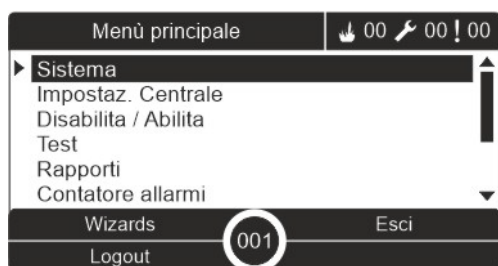 Menù principale 00 00 ! 00
Sistema
Impostaz. Centrale
Disabilita / Abilita
Test
Rapporti
Contatore allarmi
Wizards 001 Esci
Logout